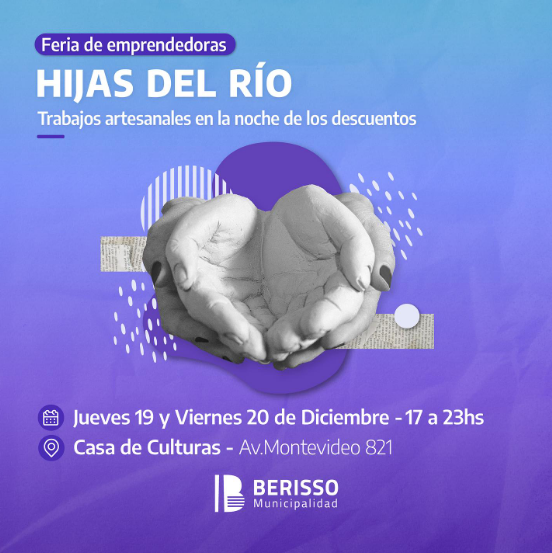 Feria de emprendedoras
HIJAS DEL RÍO
Trabajos artesanales en la noche de los descuentos
Jueves 19 y Viernes 20 de Diciembre - 17 a 23hs
Casa de Culturas - Av.Montevideo 821
BERISSO
Municipalidad